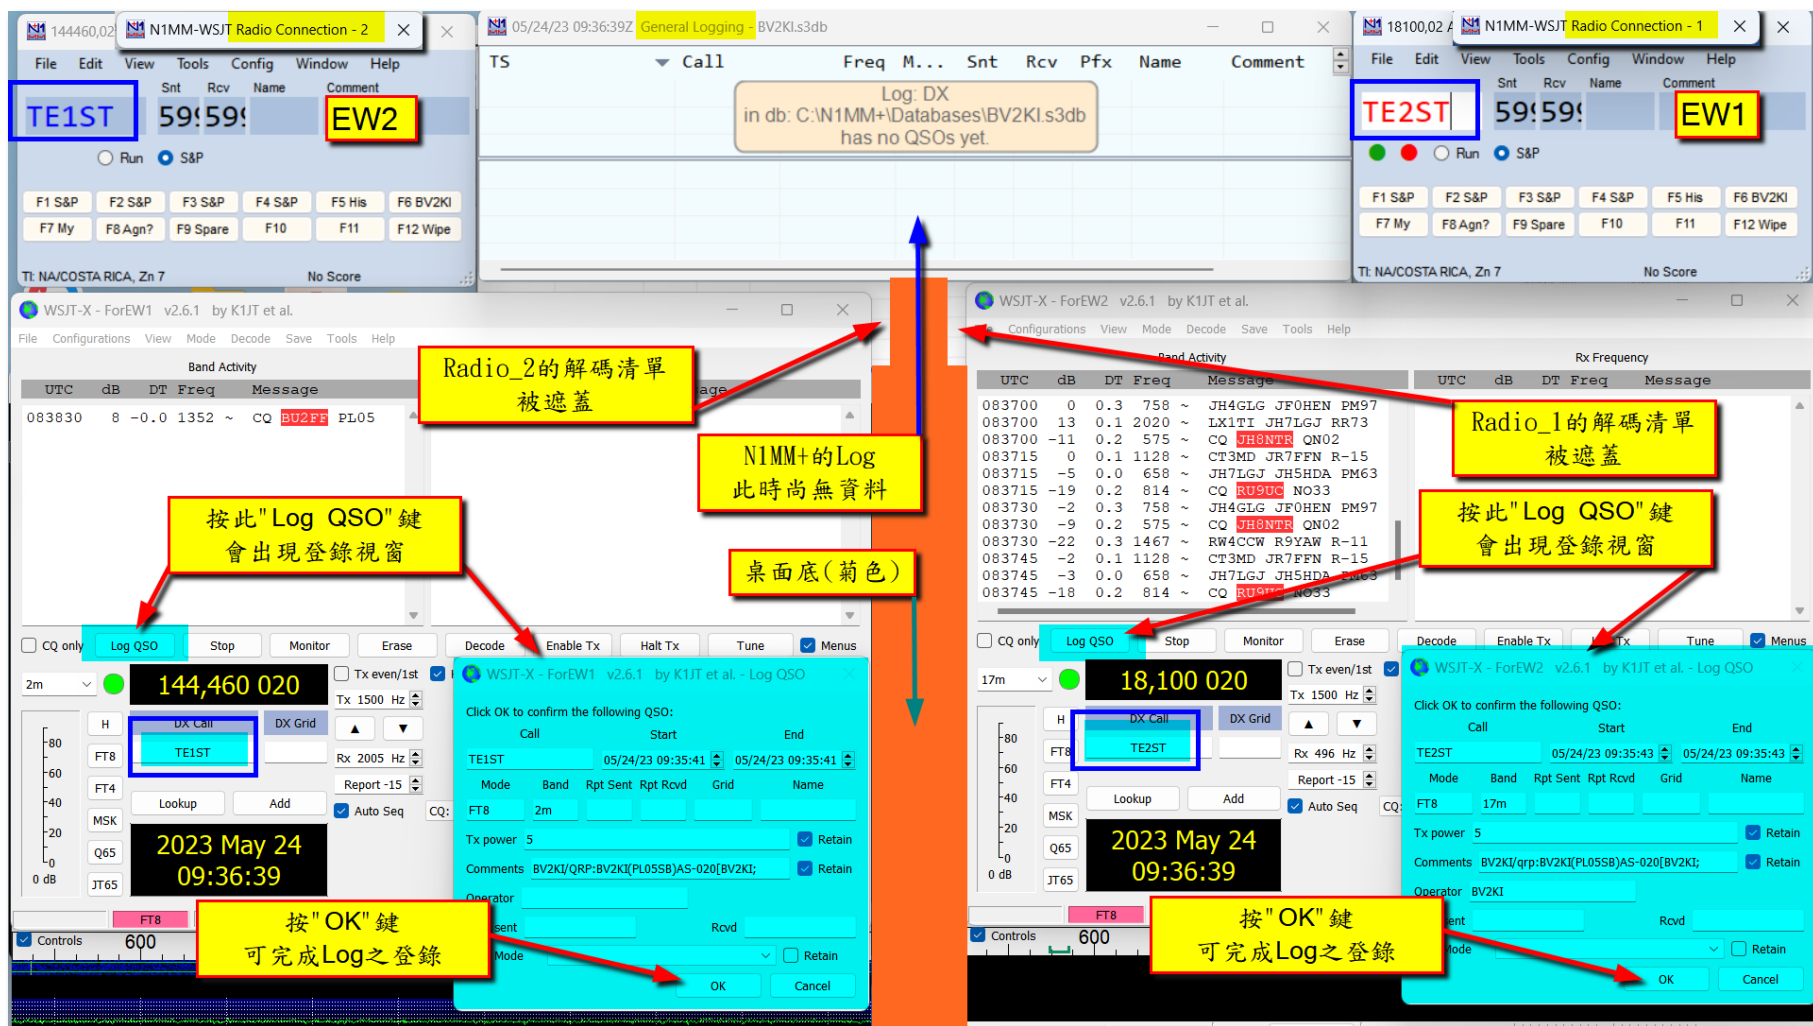 144460,02
N1MM-WSJT Radio Connection - 2
File Edit View Tools Config Window Help
Snt Rcv Name Comment
TE1ST 59 59 EW2
Run S&P
F1 S&P F2 S&P F3 S&P F4 S&P F5 His F6 BV2KI
F7 My F8 Agn? F9 Spare F10 F11 F12 Wipe
TI: NA/COSTA RICA, Zn 7 No Score
05/24/23 09:36:39Z General Logging - BV2KI.s3db
TS Call Freq M... Snt Rcv Pfx Name Comment
Log: DX
in db: C:\N1MM+\Databases\BV2KI.s3db
has no QSOs yet.
18100,02
N1MM-WSJT Radio Connection - 1
File Edit View Tools Config Window Help
Snt Rcv Name Comment
TE2ST 59 59 EW1
Run S&P
F1 S&P F2 S&P F3 S&P F4 S&P F5 His F6 BV2KI
F7 My F8 Agn? F9 Spare F10 F11 F12 Wipe
TI: NA/COSTA RICA, Zn 7 No Score
WSJT-X - ForEW1 v2.6.1 by K1JT et al.
File Configurations View Mode Decode Save Tools Help
Band Activity
UTC dB DT Freq Message
083830 8 -0.0 1352 ~ CQ BU2FF PL05
Radio_2的解碼清單
被遮蓋
N1MM+的Log
此時尚無資料
按此"Log QSO"鍵
會出現登錄視窗
桌面底(菊色)
CQ only Log QSO Stop Monitor Erase Decode Enable Tx Halt Tx Tune Menus
2m 144,460 020 Tx even/1st
Tx 1500 Hz
H DX Call DX Grid
TE1ST
Rx 2005 Hz
Report -15
Lookup Add Auto Seq CQ:
FT8
FT4
MSK
Q65
JT65
-80
-60
-40
-20
0
0 dB
2023 May 24
09:36:39
FT8
Controls 600
WSJT-X - ForEW1 v2.6.1 by K1JT et al. - Log QSO
Click OK to confirm the following QSO:
Call Start End
TE1ST 05/24/23 09:35:41 05/24/23 09:35:41
Mode Band Rpt Sent Rpt Rcvd Grid Name
FT8 2m
Tx power 5 Retain
Comments BV2KI/QRP:BV2KI(PL05SB)AS-020[BV2KI; Retain
Operator
sent Rcvd
Mode Retain
OK Cancel
按"OK"鍵
可完成Log之登錄
WSJT-X - ForEW2 v2.6.1 by K1JT et al.
Configurations View Mode Decode Save Tools Help
Band Activity Rx Frequency
UTC dB DT Freq Message UTC dB DT Freq Message
083700 0 0.3 758 ~ JH4GLG JF0HEN PM97
083700 13 0.1 2020 ~ LX1TI JH7LGJ RR73
083700 -11 0.2 575 ~ CQ JH8NTR QN02
083715 0 0.1 1128 ~ CT3MD JR7FFN R-15
083715 -5 0.0 658 ~ JH7LGJ JH5HDA PM63
083715 -19 0.2 814 ~ CQ RU9UC NO33
083730 -2 0.3 758 ~ JH4GLG JF0HEN PM97
083730 -9 0.2 575 ~ CQ JH8NTR QN02
083730 -22 0.3 1467 ~ RW4CCW R9YAW R-11
083745 -2 0.1 1128 ~ CT3MD JR7FFN R-15
083745 -3 0.0 658 ~ JH7LGJ JH5HDA PM63
083745 -18 0.2 814 ~ CQ RU9UC NO33
Radio_1的解碼清單
被遮蓋
按此"Log QSO"鍵
會出現登錄視窗
CQ only Log QSO Stop Monitor Erase Decode Enable Tx Tx Tune Menus
17m 18,100 020 Tx even/1st
Tx 1500 Hz
H DX Call DX Grid
TE2ST
Rx 496 Hz
Report -15
Lookup Add Auto Seq CQ:
FT8
FT4
MSK
Q65
JT65
-80
-60
-40
-20
0
0 dB
2023 May 24
09:36:39
FT8
Controls 600
WSJT-X - ForEW2 v2.6.1 by K1JT et al. - Log QSO
Click OK to confirm the following QSO:
Call Start End
TE2ST 05/24/23 09:35:43 05/24/23 09:35:43
Mode Band Rpt Sent Rpt Rcvd Grid Name
FT8 17m
Tx power 5 Retain
Comments BV2KI/qrp:BV2KI(PL05SB)AS-020[BV2KI; Retain
Operator BV2KI
sent Rcvd
Mode Retain
OK Cancel
按"OK"鍵
可完成Log之登錄